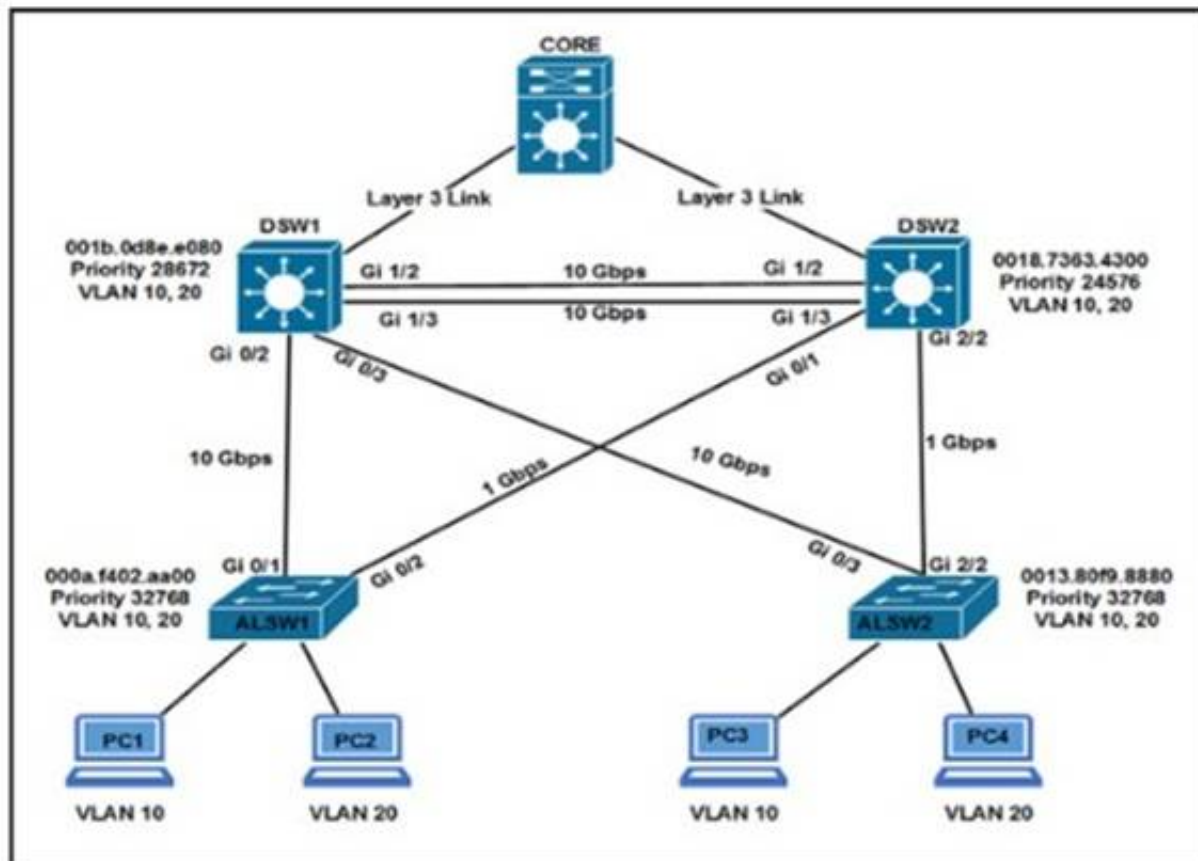 CORE
Layer 3 Link
Layer 3 Link
DSW1
DSW2
001b.0d8e.e080
Priority 28672
VLAN 10, 20
Gi 1/2
10 Gbps
Gi 1/2
0018.7363.4300
Priority 24576
VLAN 10, 20
Gi 1/3
10 Gbps
Gi 1/3
Gi 0/2
Gi 0/3
Gi 0/1
Gi 2/2
10 Gbps
1 Gbps
10 Gbps
1 Gbps
Gi 0/1
Gi 0/2
Gi 0/3
Gi 2/2
000a.f402.aa00
Priority 32768
VLAN 10, 20
ALSW1
ALSW2
0013.80f9.8880
Priority 32768
VLAN 10, 20
PC1
PC2
PC3
PC4
VLAN 10
VLAN 20
VLAN 10
VLAN 20